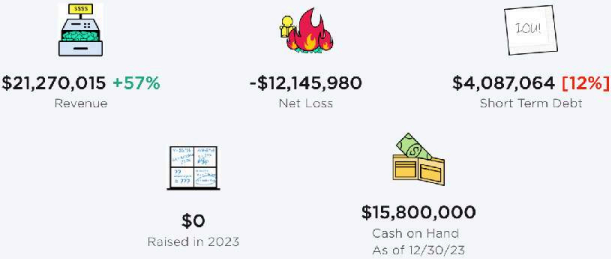 $$$$
IOU!
$21,270,015 +57%
Revenue
-$12,145,980
Net Loss
$4,087,064 [12%]
Short Term Debt
$0
Raised in 2023
$15,800,000
Cash on Hand
As of 12/30/23